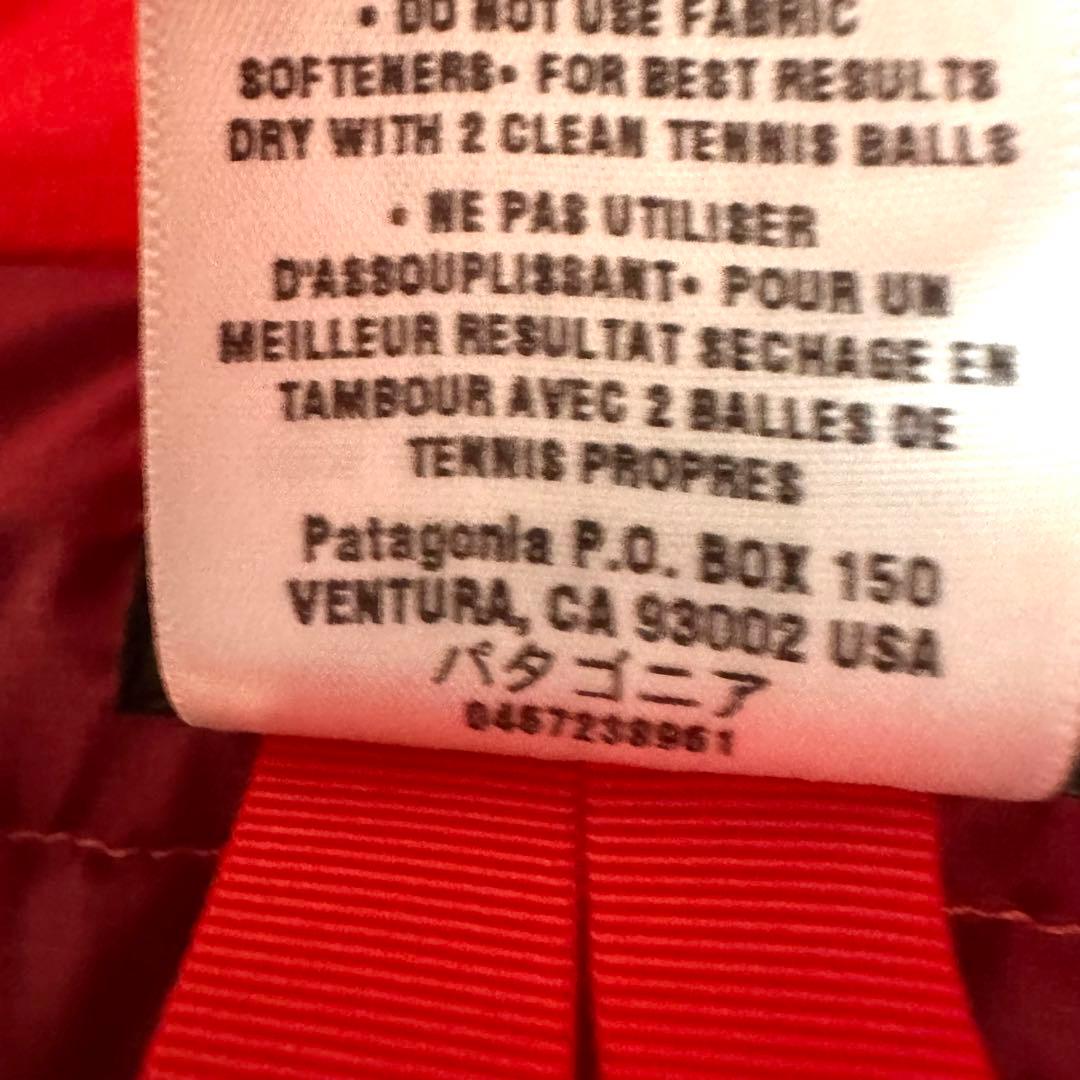 • DO NOT USE FABRIC
SOFTENERS• FOR BEST RESULTS
DRY WITH 2 CLEAN TENNIS BALLS
• NE PAS UTILISER
D'ASSOUPLISSANT• POUR UN
MEILLEUR RESULTAT SECHAGE EN
TAMBOUR AVEC 2 BALLES DE
TENNIS PROPRES
Patagonia P.O. BOX 150
VENTURA, CA 93002 USA
パタゴニア
0467238961